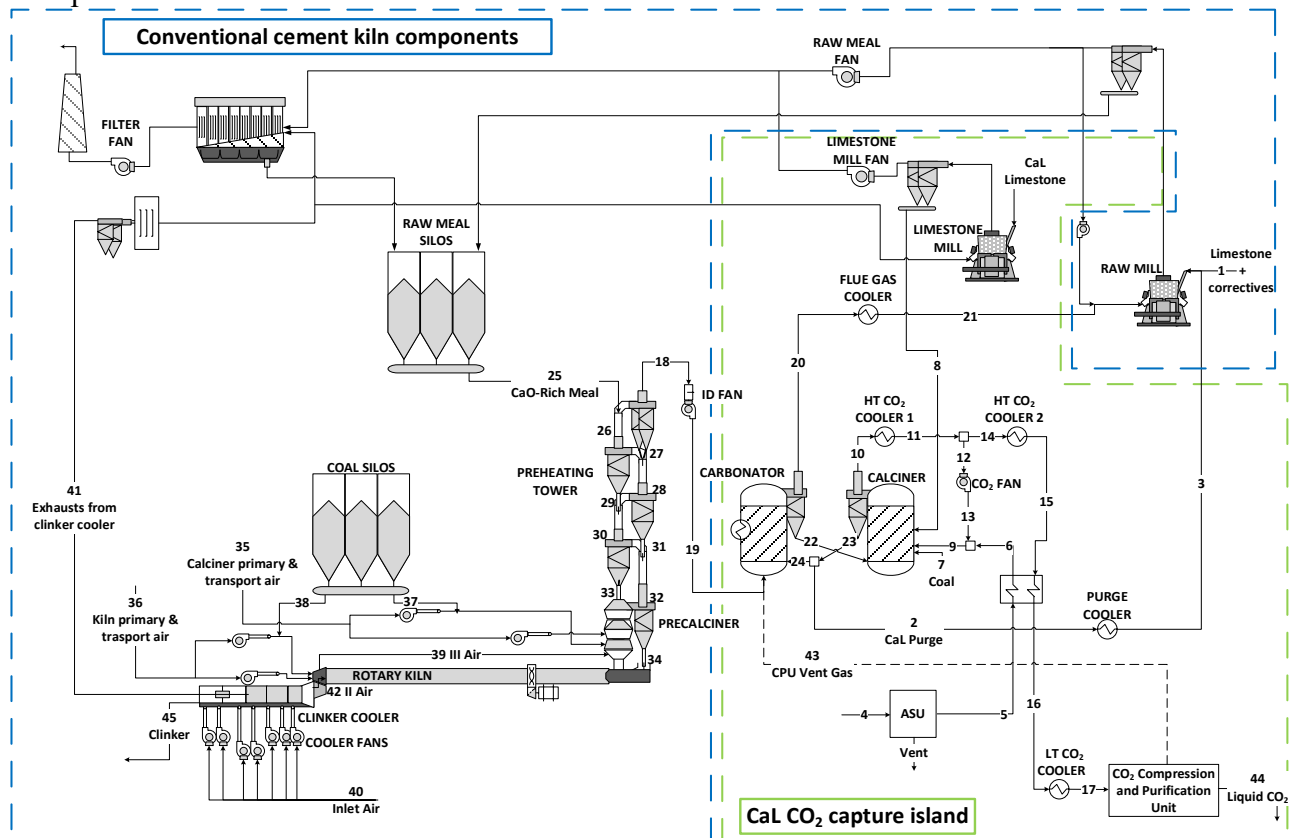 Conventional cement kiln components
RAW MEAL
FAN
FILTER
FAN
LIMESTONE
MILL FAN
CaL
Limestone
RAW MEAL
SILOS
LIMESTONE
MILL
RAW MILL
Limestone
1 +
correctives
FLUE GAS
COOLER
21
20
8
18
25
CaO-Rich Meal
ID FAN
26
27
HT CO2
COOLER 1
HT CO2
COOLER 2
11
14
10
12
CARBONATOR
CALCINER
CO2 FAN
3
COAL SILOS
PREHEATING
TOWER
28
29
15
13
41
Exhausts from
clinker cooler
30
31
19
22
23
24
9
6
7
Coal
35
Calciner primary &
transport air
36
Kiln primary &
trasport air
38
37
33
32
PRECALCINER
PURGE
COOLER
2
CaL Purge
39 III Air
34
43
CPU Vent Gas
ROTARY KILN
42 II Air
16
45
Clinker
CLINKER COOLER
COOLER FANS
4
ASU
5
Vent
LT CO2
COOLER
17
CO2 Compression
and Purification
Unit
44
Liquid CO2
40
Inlet Air
CaL CO2 capture island